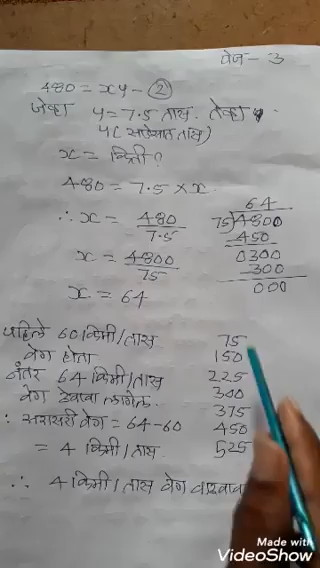 पेज - 3
480 = xy - ②
जेव्हा y = 7.5 तास. तेव्हा
x = किती?
480 = 7.5 × x
∴ x = 480/7.5
x = 4800/75
x = 64
64
75)4800
450
0300
-300
000
पहिले 60 किमी/तास
वेग होता
नंतर 64 किमी/तास
वेग ठेवावा लागेल.
∴ सरासरी वेग = 64-60
= 4 किमी/तास.
∴ 4 किमी/तास वेग वाढवावा
75
150
225
300
375
450
525
Made with
VideoShow